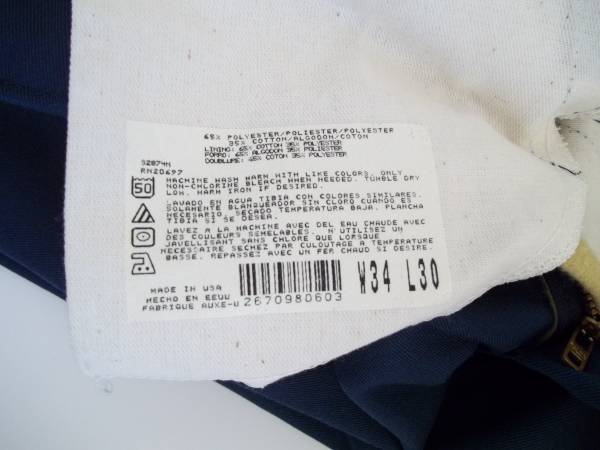 65% POLYESTER/POLIESTER/POLYESTER
35% COTTON/ALGODON/COTON
LINING: 65% COTTON 35% POLYESTER
FORRO: 65% ALGODON 35% POLIESTER
DOUBLURE: 65% COTON 35% POLYESTER
52874N
RN20697
50
MACHINE WASH WARM WITH LIKE COLORS. ONLY
NON-CHLORINE BLEACH WHEN NEEDED. TUMBLE DRY
LOW. WARM IRON IF DESIRED.
LAVADO EN AGUA TIBIA CON COLORES SIMILARES.
SOLAMENTE BLANQUEADOR SIN CLORO CUANDO ES
NECESARIO. SECADO TEMPERATURA BAJA. PLANCHA
TIBIA SI SE DESEA.
LAVEZ A LA MACHINE AVEC DEL EAU CHAUDE AVEC
DES COULEURS SEMELABLES. N UTILISEZ UN
JAVELLISANT SANS CHLORE QUE LORSQUE
NECESSAIRE SECHER PAR CULOUTAGE A TEMPERATURE
BASSE. REPASSEZ AVEC UN FER CHAUD SI DESIRE.
MADE IN USA
HECHO EN EEUU
FABRIQUE AUXE-U
2670980603
W34 L30